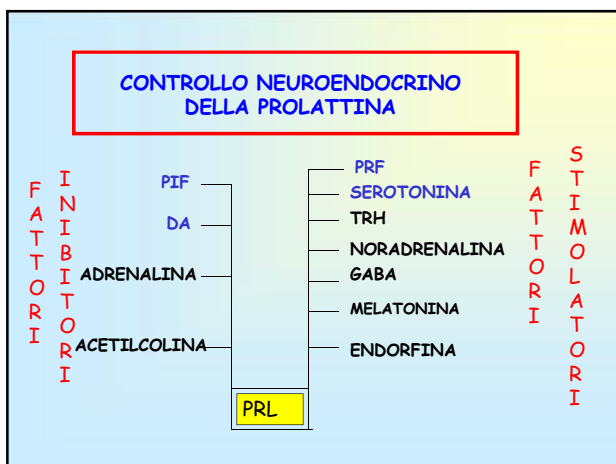 CONTROLLO NEUROENDOCRINO
DELLA PROLATTINA
FATTORI
INIBITORI
PIF
DA
ADRENALINA
ACETILCOLINA
PRF
SEROTONINA
TRH
NORADRENALINA
GABA
MELATONINA
ENDORFINA
FATTORI
STIMOLATORI
PRL